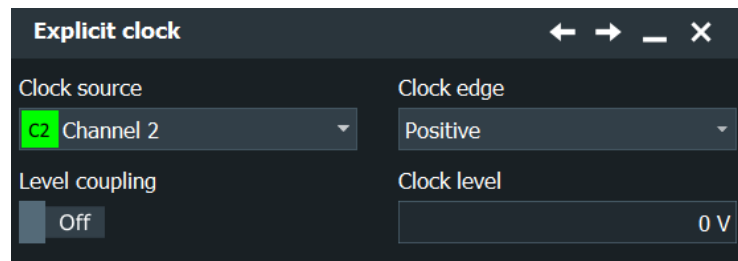 Explicit clock
Clock source
Clock edge
C2 Channel 2
Positive
Level coupling
Clock level
Off
0 V